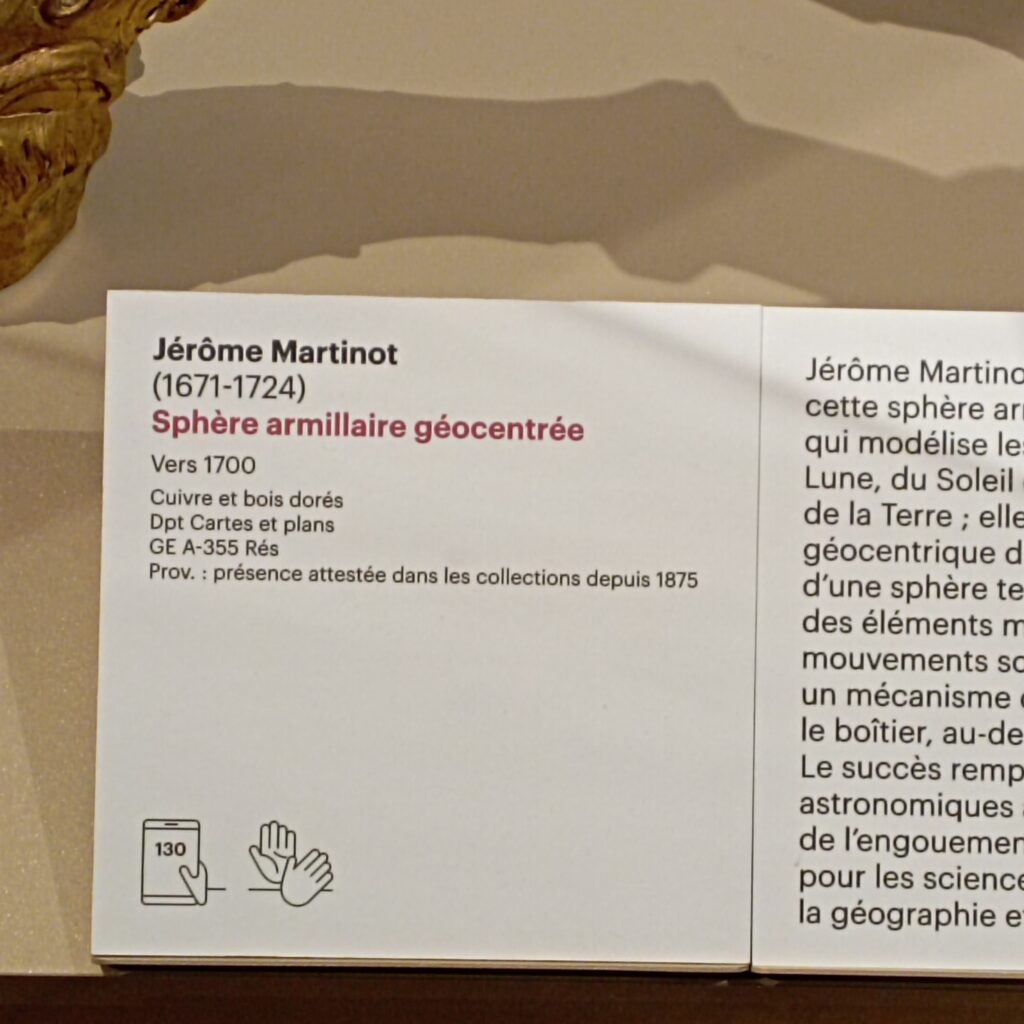 Jérôme Martinot
(1671-1724)
Sphère armillaire géocentrée
Vers 1700
Cuivre et bois dorés
Dpt Cartes et plans
GE A-355 Rés
Prov. : présence attestée dans les collections depuis 1875
130
Jérôme
cette sphère
qui modélise
Lune, du Soleil
de la Terre ; elle
géocentrique
d'une sphère
des éléments
mouvements
un mécanisme
le boîtier,
Le succès
astronomiques
de
pour les
la géographie